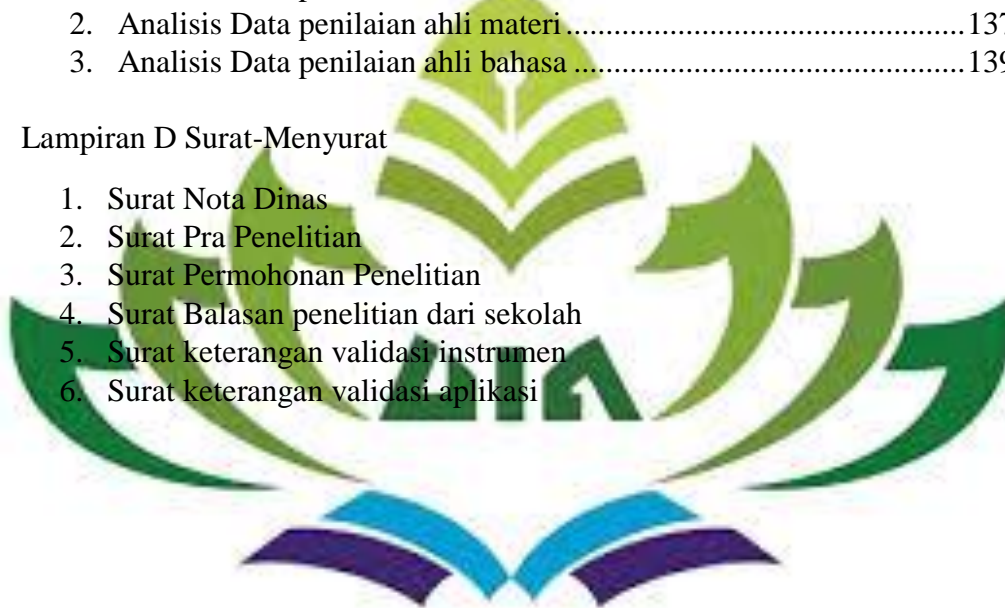 2. Analisis Data penilaian ahli materi..................................................137
3. Analisis Data penilaian ahli bahasa .................................................139
Lampiran D Surat-Menyurat
1. Surat Nota Dinas
2. Surat Pra Penelitian
3. Surat Permohonan Penelitian
4. Surat Balasan penelitian dari sekolah
5. Surat keterangan validasi instrumen
6. Surat keterangan validasi aplikasi